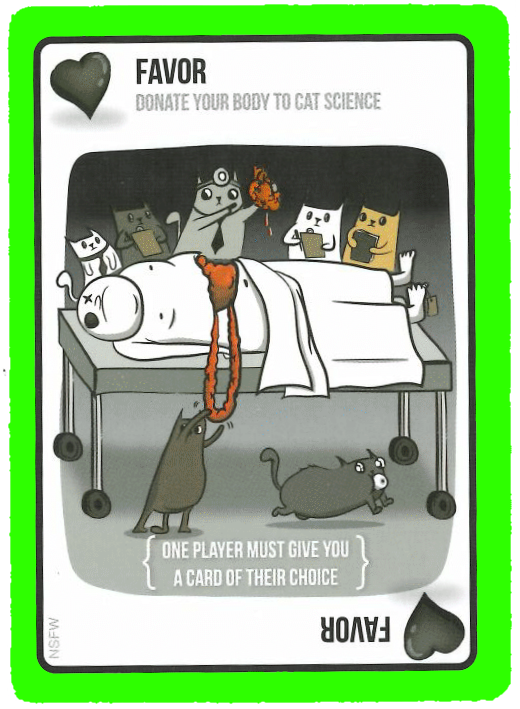 FAVOR
DONATE YOUR BODY TO CAT SCIENCE
ONE PLAYER MUST GIVE YOU
A CARD OF THEIR CHOICE
FAVOR
NSFW